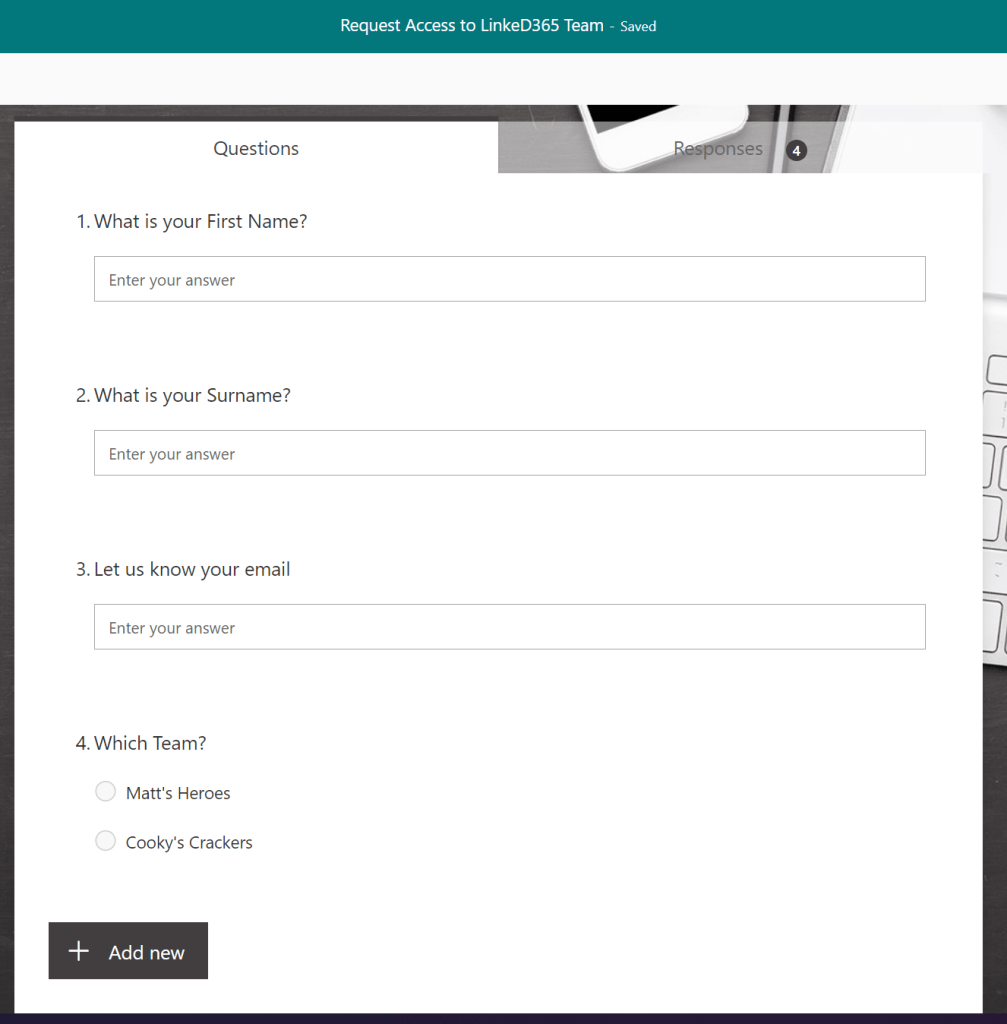 Request Access to LinkeD365 Team - Saved
Questions
Responses 4
1. What is your First Name?
Enter your answer
2. What is your Surname?
Enter your answer
3. Let us know your email
Enter your answer
4. Which Team?
Matt's Heroes
Cooky's Crackers
+ Add new